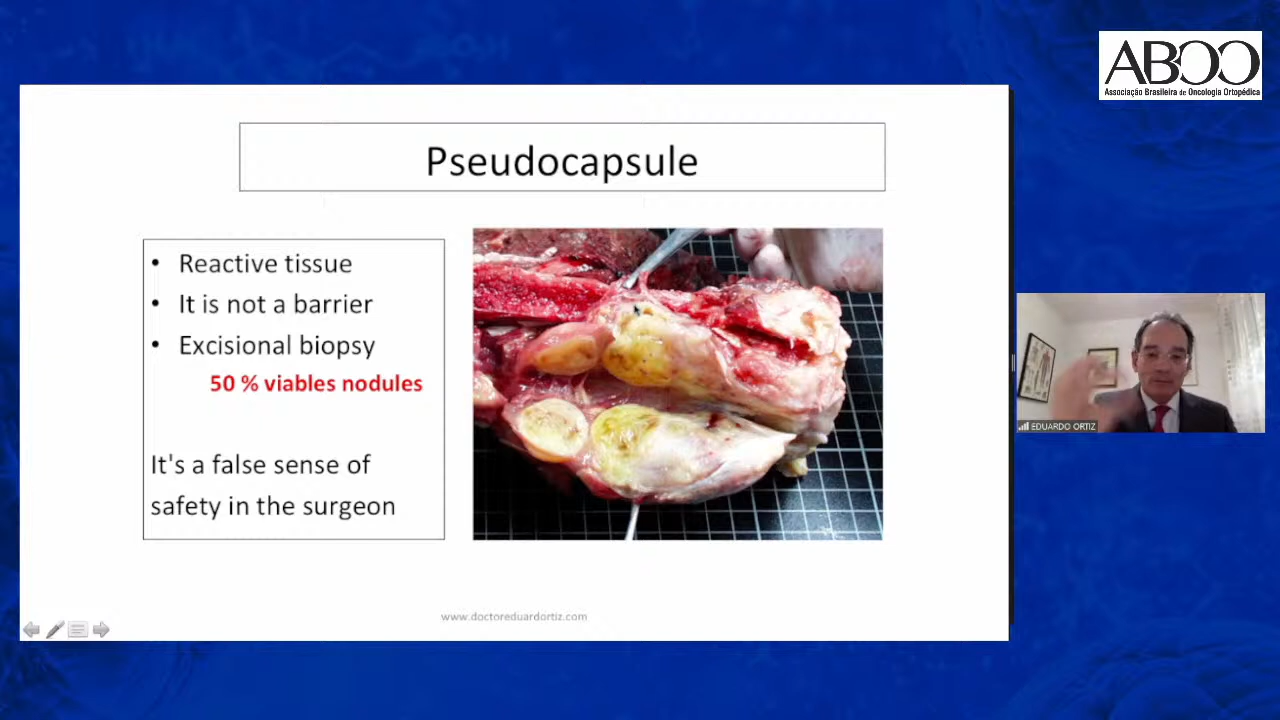 ABOO
Associação Brasileira de Oncologia Ortopédica
Pseudocapsule
• Reactive tissue
• It is not a barrier
• Excisional biopsy
50 % viables nodules
It's a false sense of
safety in the surgeon
EDUARDO ORTIZ
www.doctoreduardortiz.com